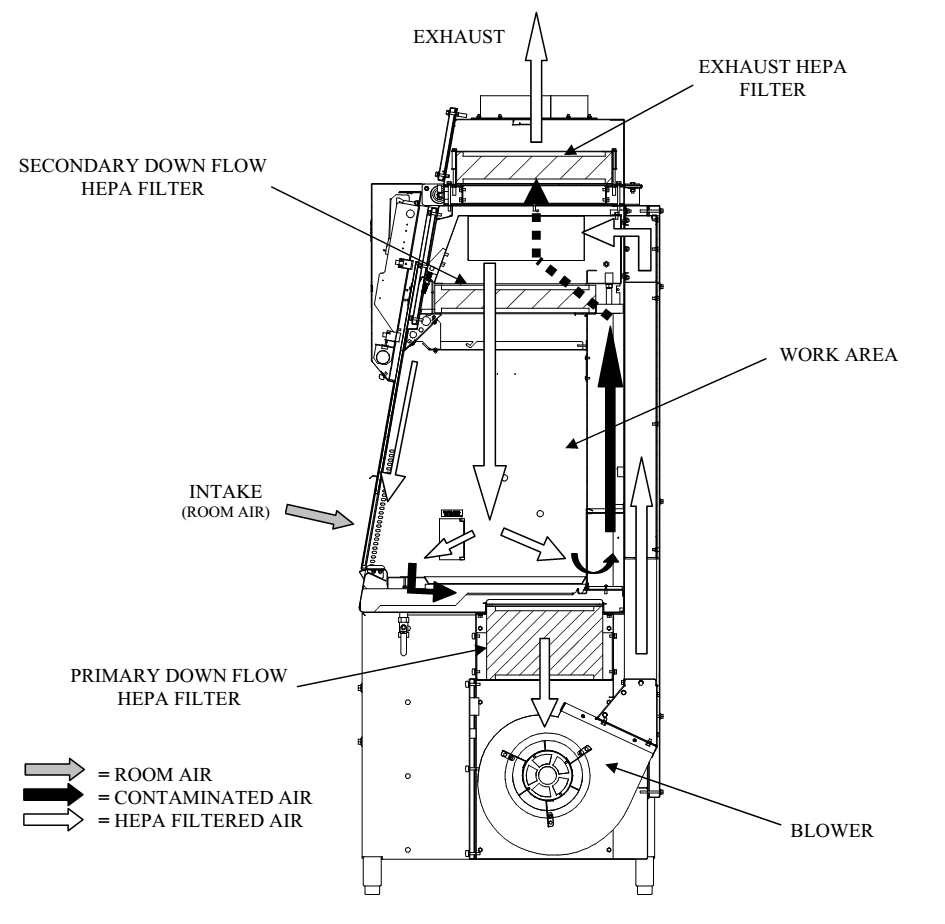 EXHAUST
EXHAUST HEPA
FILTER
SECONDARY DOWN FLOW
HEPA FILTER
WORK AREA
INTAKE
(ROOM AIR)
PRIMARY DOWN FLOW
HEPA FILTER
= ROOM AIR
= CONTAMINATED AIR
= HEPA FILTERED AIR
BLOWER